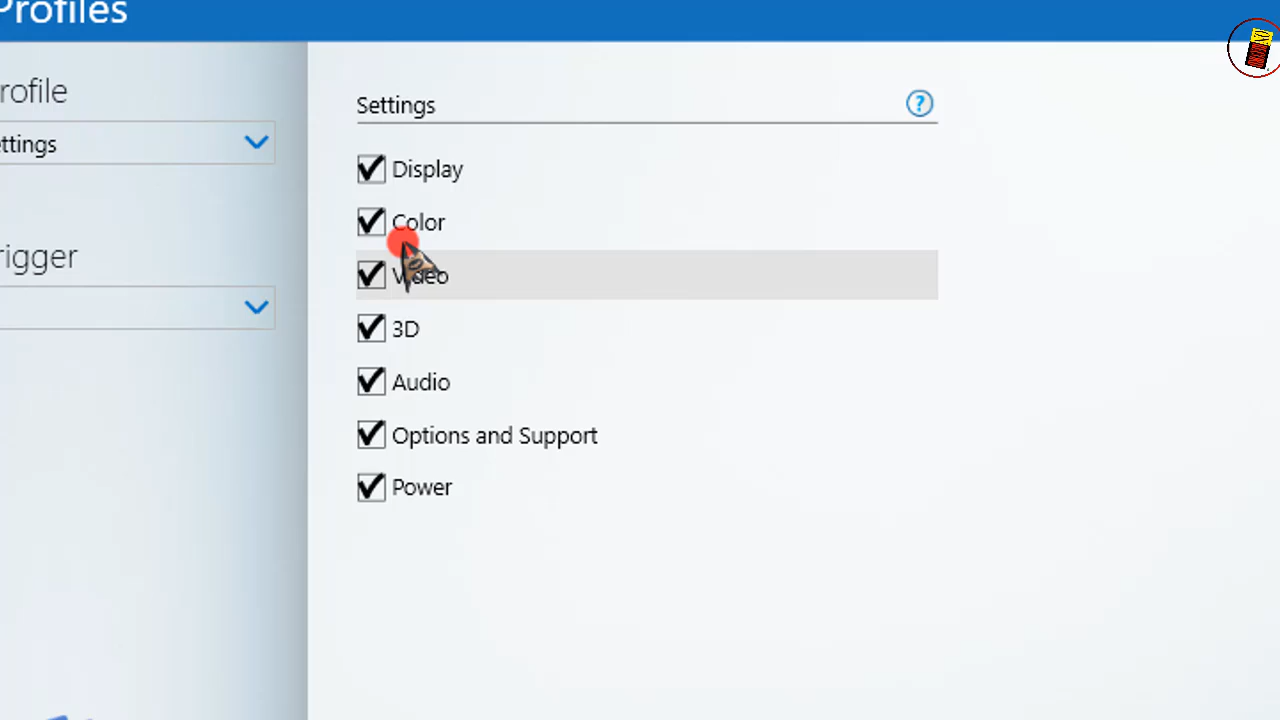 Profiles
rofile
ttings
rigger
Settings
?
Display
Color
Video
3D
Audio
Options and Support
Power